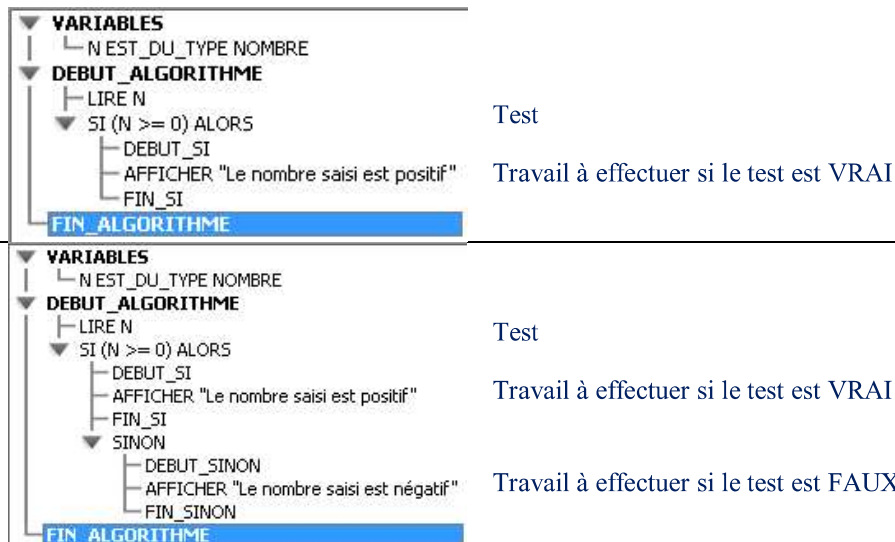 VARIABLES
N EST_DU_TYPE NOMBRE
DEBUT_ALGORITHME
LIRE N
SI (N >= 0) ALORS
Test
DEBUT_SI
AFFICHER "Le nombre saisi est positif"
Travail à effectuer si le test est VRAI
FIN_SI
FIN_ALGORITHME
VARIABLES
N EST_DU_TYPE NOMBRE
DEBUT_ALGORITHME
LIRE N
Test
SI (N >= 0) ALORS
DEBUT_SI
AFFICHER "Le nombre saisi est positif"
Travail à effectuer si le test est VRAI
FIN_SI
SINON
DEBUT_SINON
AFFICHER "Le nombre saisi est négatif"
Travail à effectuer si le test est FAUX
FIN_SINON
FIN_ALGORITHME